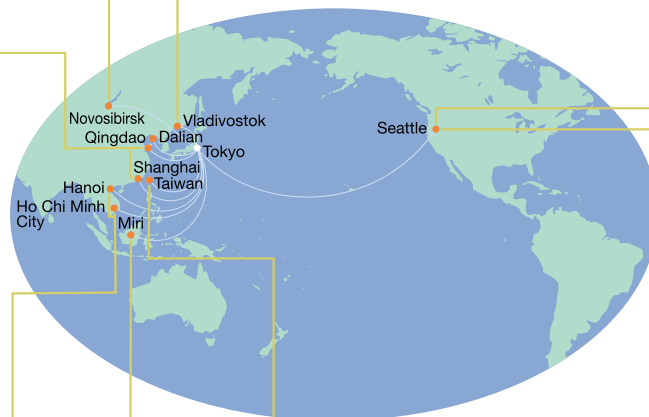 Novosibirsk
Vladivostok
Qingdao
Dalian
Tokyo
Seattle
Shanghai
Taiwan
Hanoi
Ho Chi Minh
City
Miri